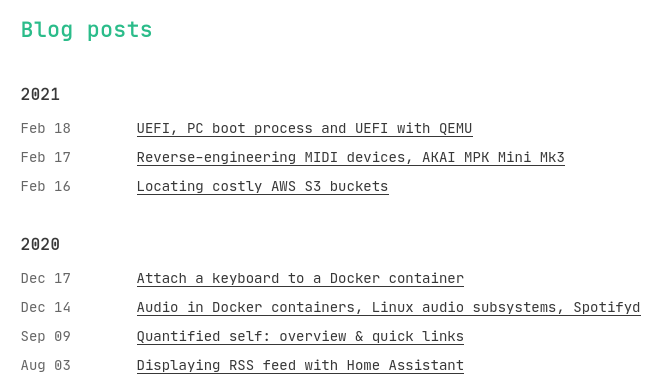 Blog posts
2021
Feb 18 UEFI, PC boot process and UEFI with QEMU
Feb 17 Reverse-engineering MIDI devices, AKAI MPK Mini Mk3
Feb 16 Locating costly AWS S3 buckets
2020
Dec 17 Attach a keyboard to a Docker container
Dec 14 Audio in Docker containers, Linux audio subsystems, Spotifyd
Sep 09 Quantified self: overview & quick links
Aug 03 Displaying RSS feed with Home Assistant